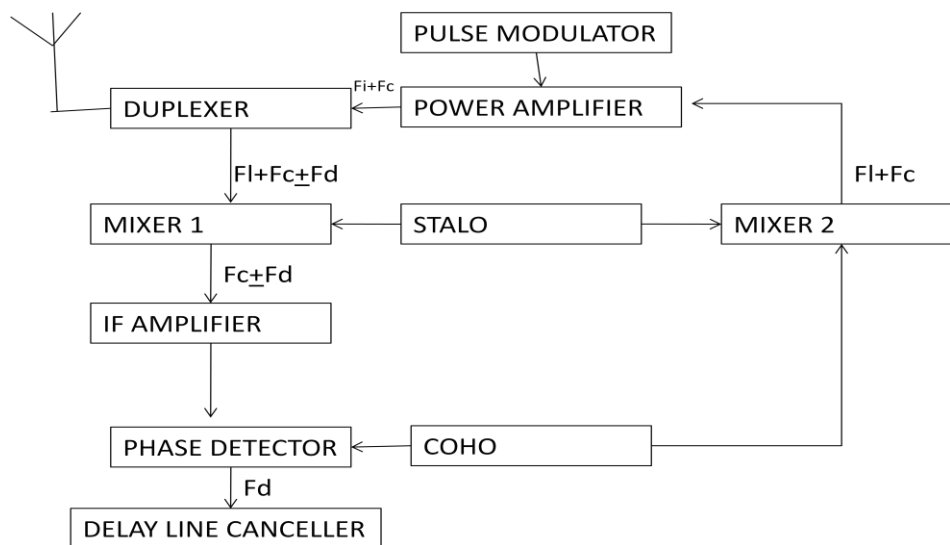 PULSE MODULATOR
Fi+Fc
DUPLEXER
POWER AMPLIFIER
Fl+Fc±Fd
Fl+Fc
MIXER 1
STALO
MIXER 2
Fc±Fd
IF AMPLIFIER
PHASE DETECTOR
COHO
Fd
DELAY LINE CANCELLER